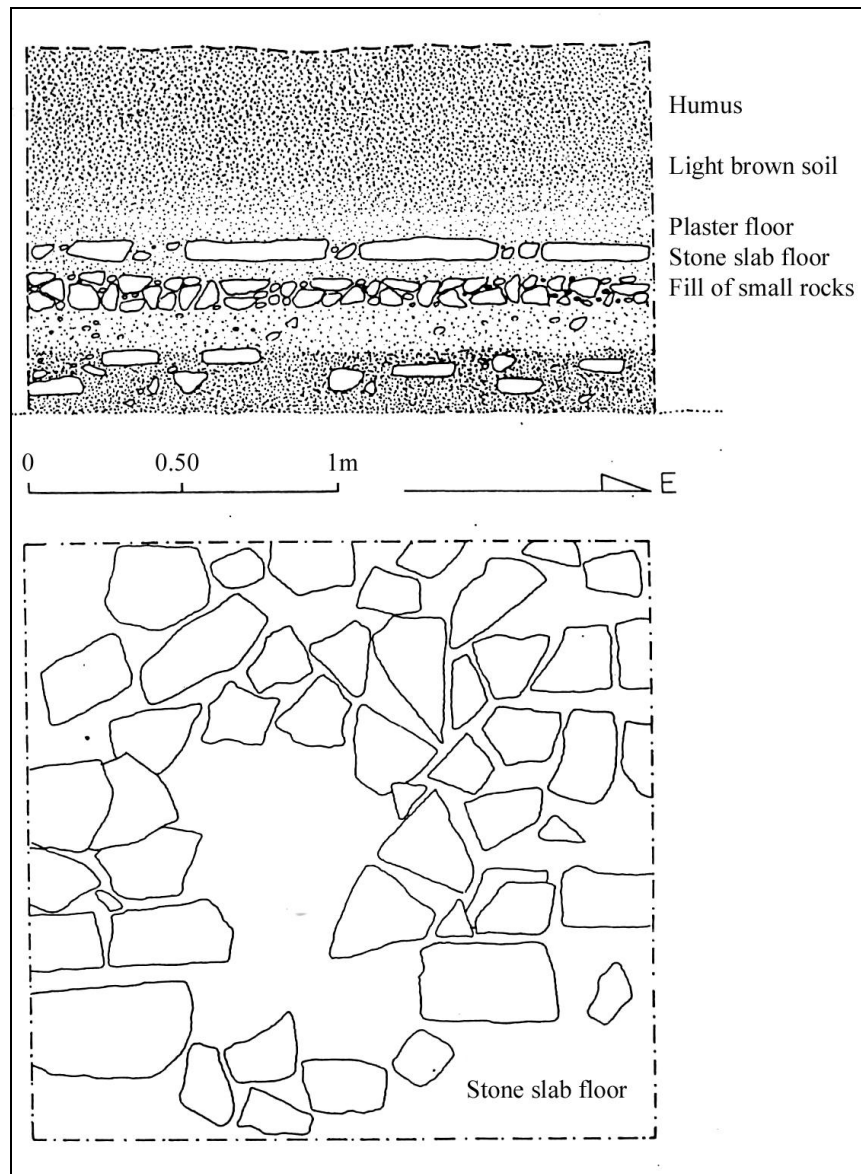 Humus
Light brown soil
Plaster floor
Stone slab floor
Fill of small rocks
0 0.50 1m
E
Stone slab floor